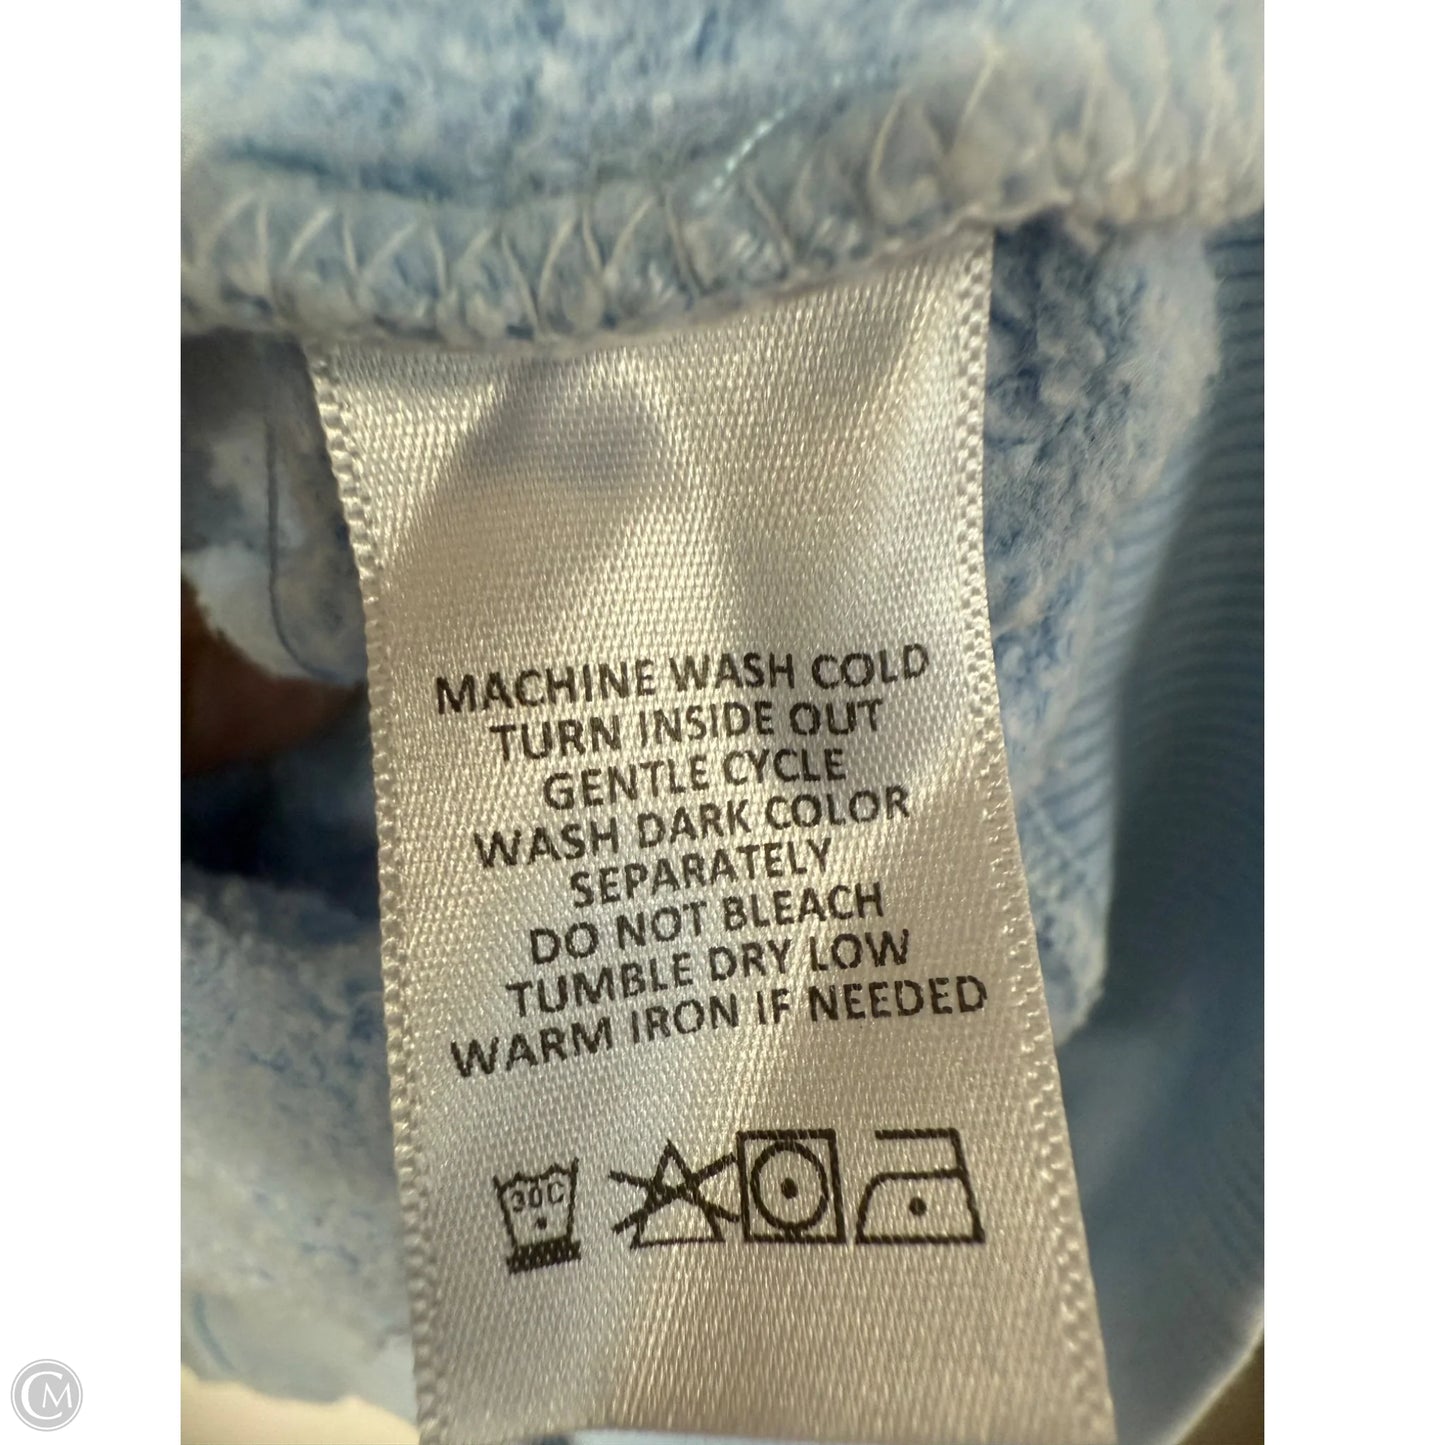 MACHINE WASH COLD
TURN INSIDE OUT
GENTLE CYCLE
WASH DARK COLOR
SEPARATELY
DO NOT BLEACH
TUMBLE DRY LOW
WARM IRON IF NEEDED
30C
CM